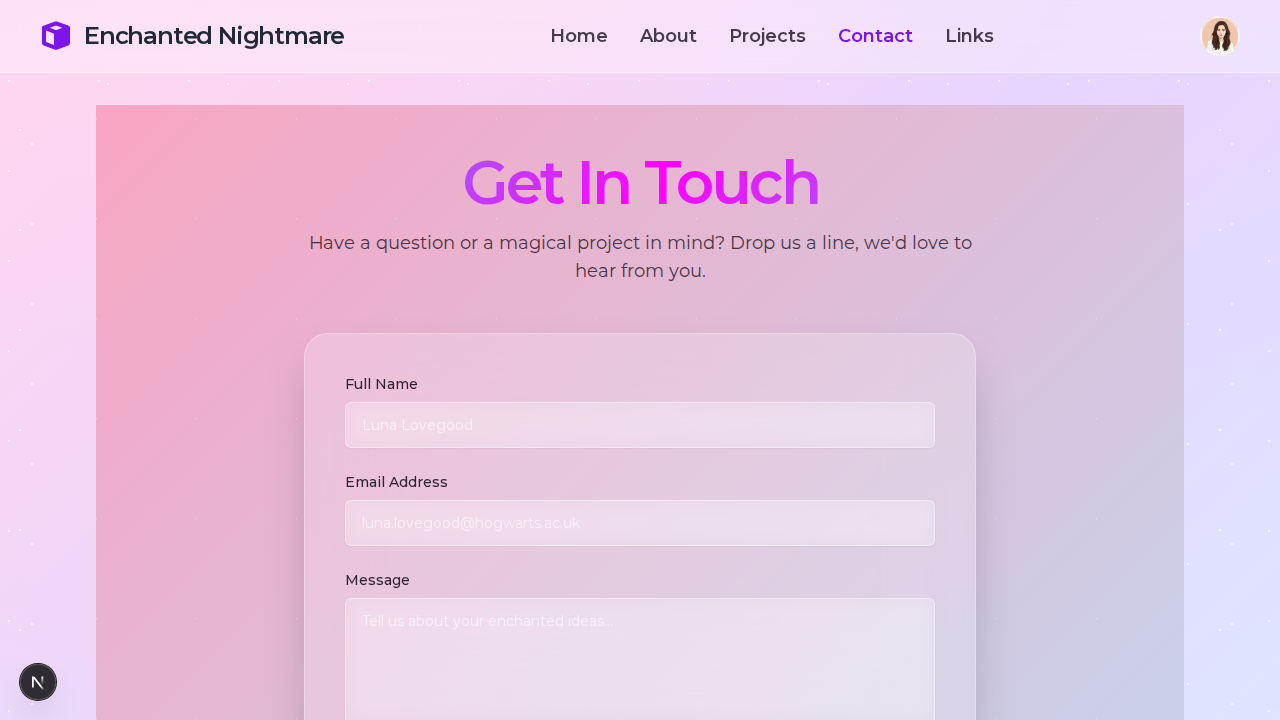 Enchanted Nightmare
Home About Projects Contact Links
Get In Touch
Have a question or a magical project in mind? Drop us a line, we'd love to
hear from you.
Full Name
Luna Lovegood
Email Address
luna.lovegood@hogwarts.ac.uk
Message
Tell us about your enchanted ideas...
N